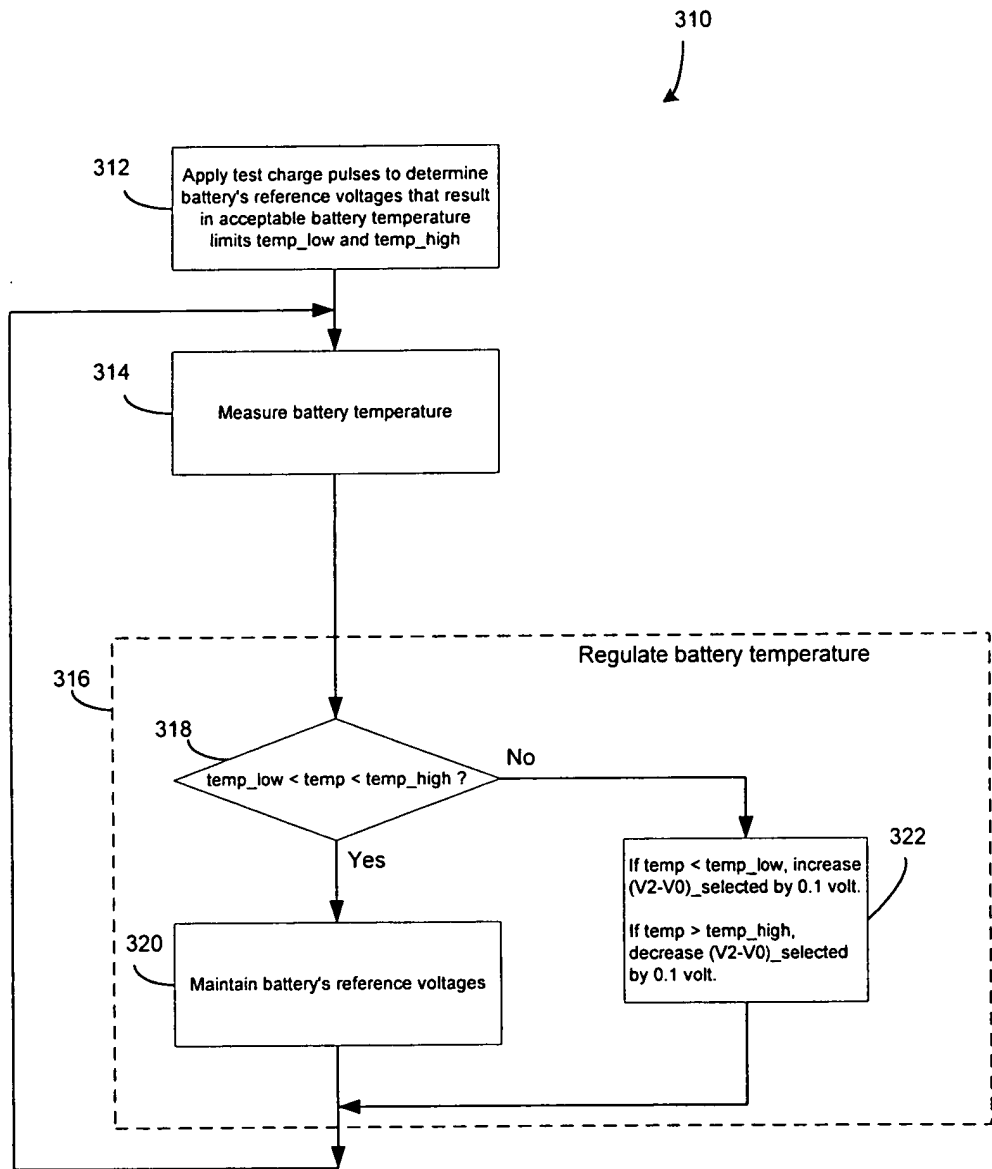 310
312
Apply test charge pulses to determine
battery's reference voltages that result
in acceptable battery temperature
limits temp_low and temp_high
314
Measure battery temperature
Regulate battery temperature
316
318
temp_low < temp < temp_high ?
No
Yes
322
If temp < temp_low, increase
(V2-V0)_selected by 0.1 volt.
If temp > temp_high,
decrease (V2-V0)_selected
by 0.1 volt.
320
Maintain battery's reference voltages